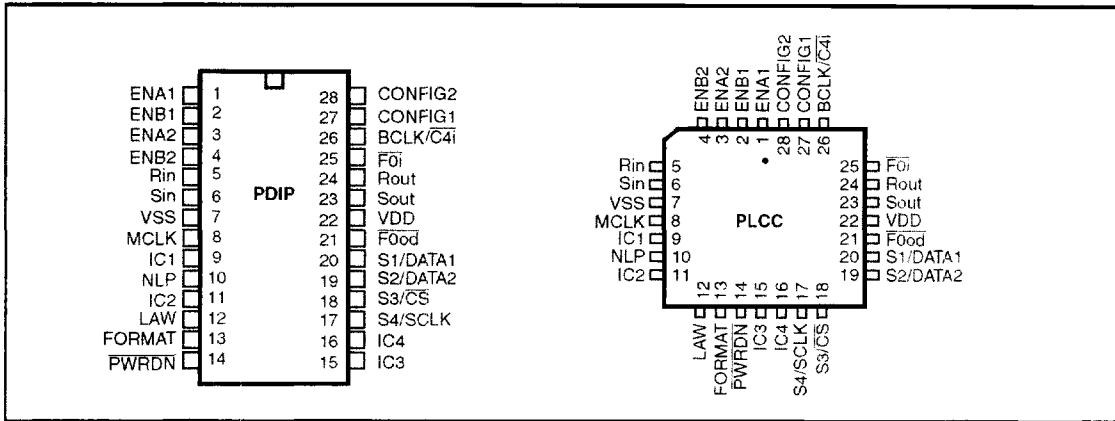 ENA1 1 28 CONFIG2
ENB1 2 27 CONFIG1
ENA2 3 26 BCLK/C4i
ENB2 4 25 F0i
Rin 5 24 Rout
Sin 6 PDIP 23 Sout
VSS 7 22 VDD
MCLK 8 21 F0od
IC1 9 20 S1/DATA1
NLP 10 19 S2/DATA2
IC2 11 18 S3/CS
LAW 12 17 S4/SCLK
FORMAT 13 16 IC4
PWRDN 14 15 IC3
ENB2 ENA2 ENB1 ENA1 CONFIG2 CONFIG1 BCLK/C4i
4 3 2 1 28 27 26
Rin 5 25 F0i
Sin 6 24 Rout
VSS 7 23 Sout
MCLK 8 PLCC 22 VDD
IC1 9 21 F0od
NLP 10 20 S1/DATA1
IC2 11 19 S2/DATA2
12 13 14 15 16 17 18
LAW FORMAT PWRDN IC3 IC4 S4/SCLK S3/CS